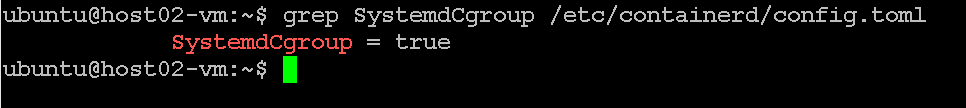 ubuntu@host02-vm:~$ grep SystemdCgroup /etc/containerd/config.toml
            SystemdCgroup = true
ubuntu@host02-vm:~$